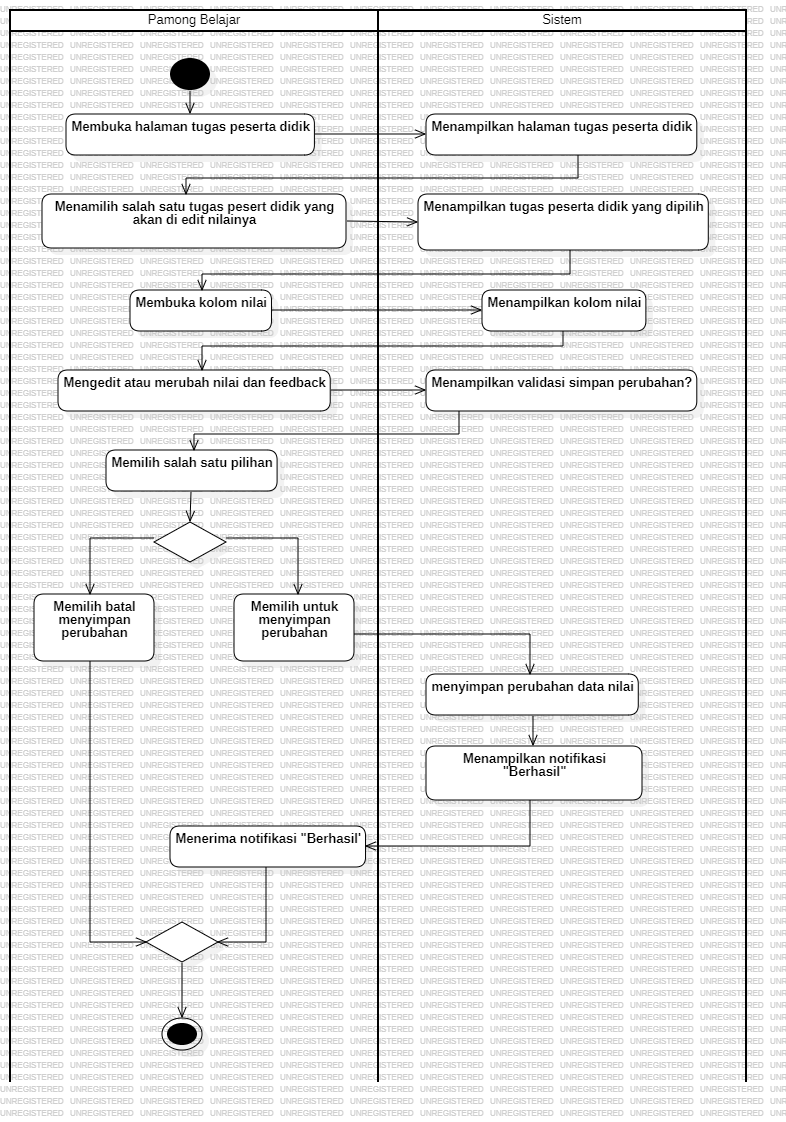 Pamong Belajar
Sistem
Membuka halaman tugas peserta didik
Menampilkan halaman tugas peserta didik
Menamilih salah satu tugas pesert didik yang
akan di edit nilainya
Menampilkan tugas peserta didik yang dipilih
Membuka kolom nilai
Menampilkan kolom nilai
Mengedit atau merubah nilai dan feedback
Menampilkan validasi simpan perubahan?
Memilih salah satu pilihan
Memilih batal
menyimpan
perubahan
Memilih untuk
menyimpan
perubahan
menyimpan perubahan data nilai
Menampilkan notifikasi
"Berhasil"
Menerima notifikasi "Berhasil'
UNREGISTERED